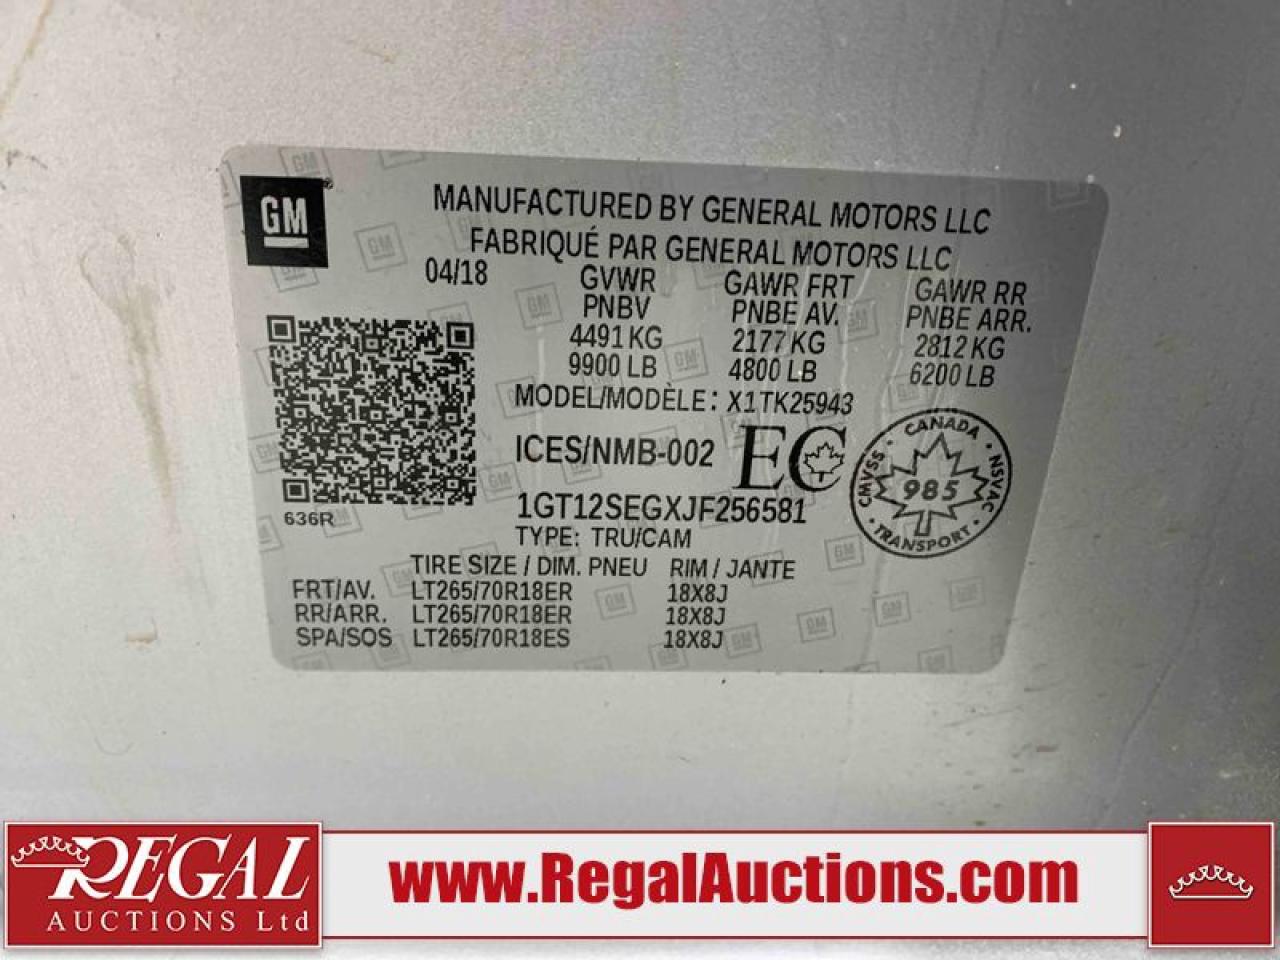 GM
MANUFACTURED BY GENERAL MOTORS LLC
FABRIQUÉ PAR GENERAL MOTORS LLC
04/18 GVWR GAWR FRT GAWR RR
PNBV PNBE AV. PNBE ARR.
4491 KG 2177 KG 2812 KG
9900 LB 4800 LB 6200 LB
MODEL/MODÈLE: X1TK25943
ICES/NMB-002 EC
CANADA
CMVSS 985 NSVAC
TRANSPORT
636R
1GT12SEGXJF256581
TYPE: TRU/CAM
TIRE SIZE / DIM. PNEU RIM / JANTE
FRT/AV. LT265/70R18ER 18X8J
RR/ARR. LT265/70R18ER 18X8J
SPA/SOS LT265/70R18ES 18X8J
REGAL
AUCTIONS Ltd
www.RegalAuctions.com